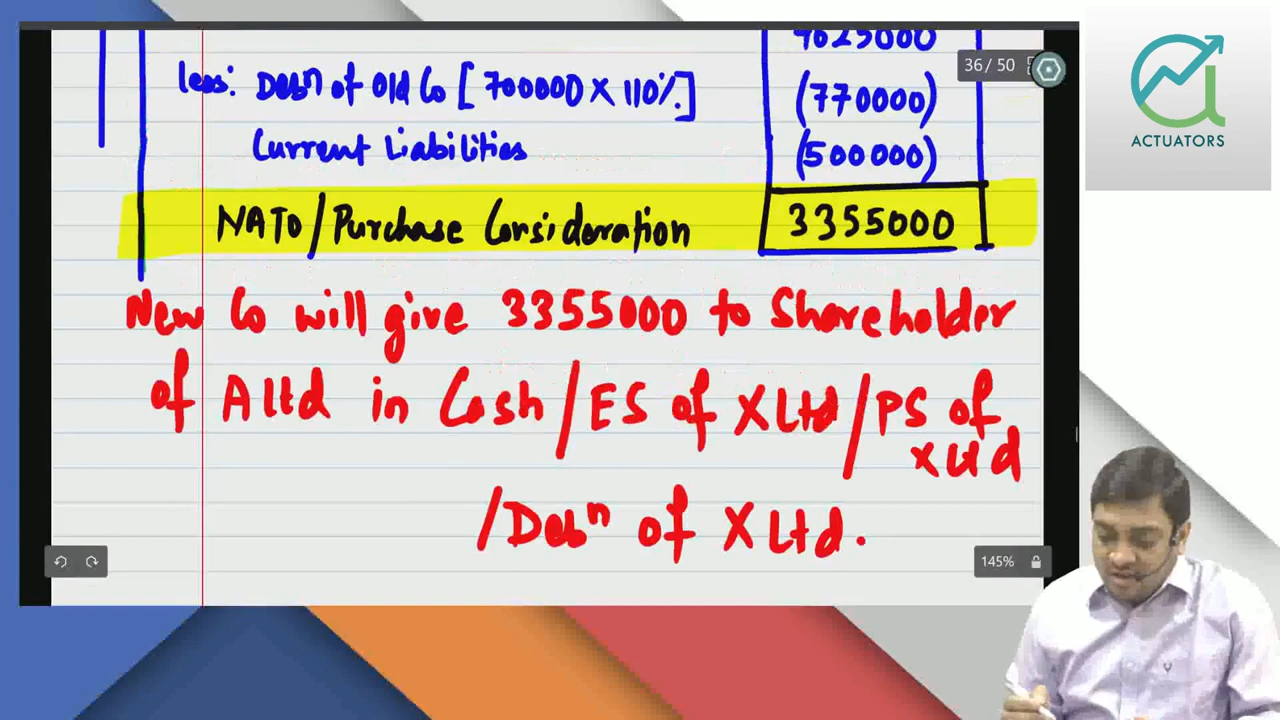 4625000
36/50
less: Debⁿ of Old Co [700000 X 110%.] (770000)
Current Liabilities (500000)
NATO/Purchase Consideration 3355000
New Co will give 3355000 to Shareholder
of A Ltd in Cash/ES of X Ltd/PS of
X Ltd
/Debⁿ of X Ltd.
145%
ACTUATORS